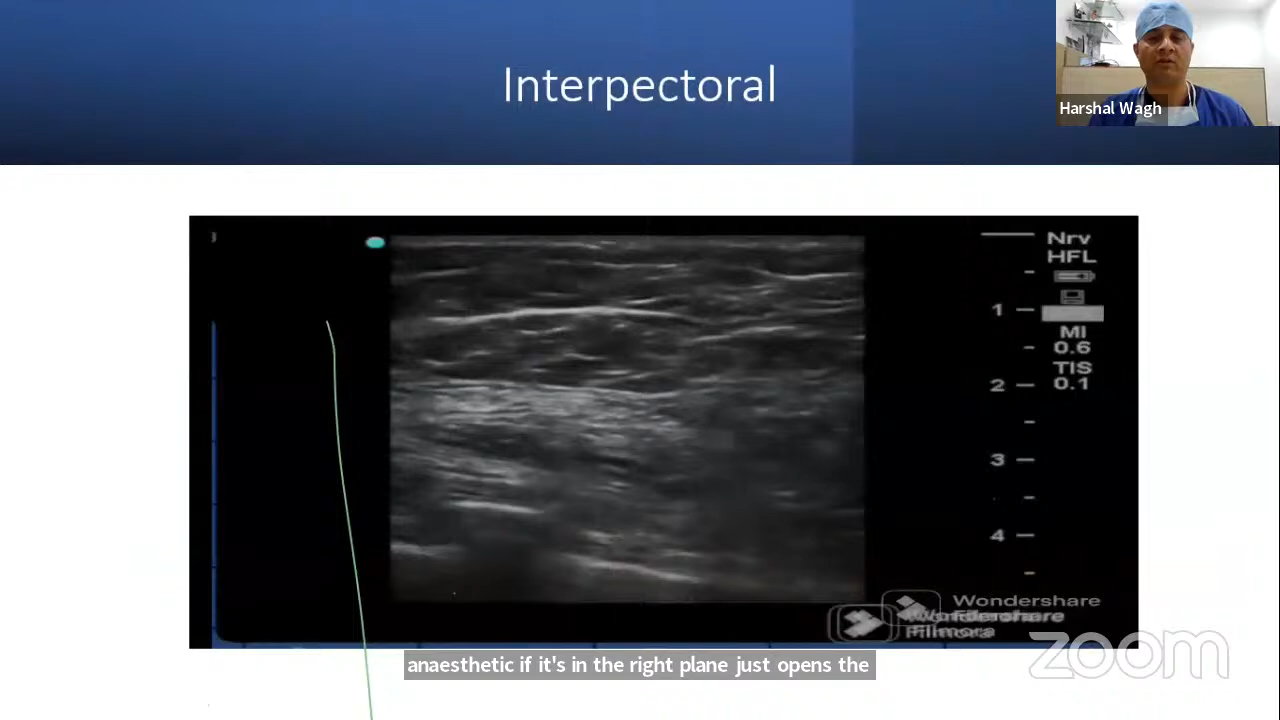 Interpectoral
Harshal Wagh
Nrv
HFL
1
MI
0.6
TIS
0.1
2
3
4
Wondershare
Filmora
zoom
anaesthetic if it's in the right plane just opens the